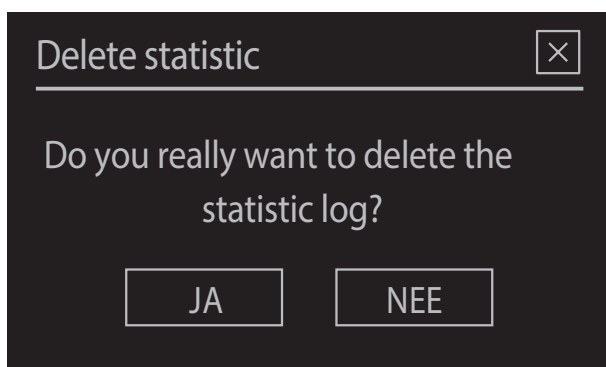 Delete statistic
Do you really want to delete the
statistic log?
JA
NEE